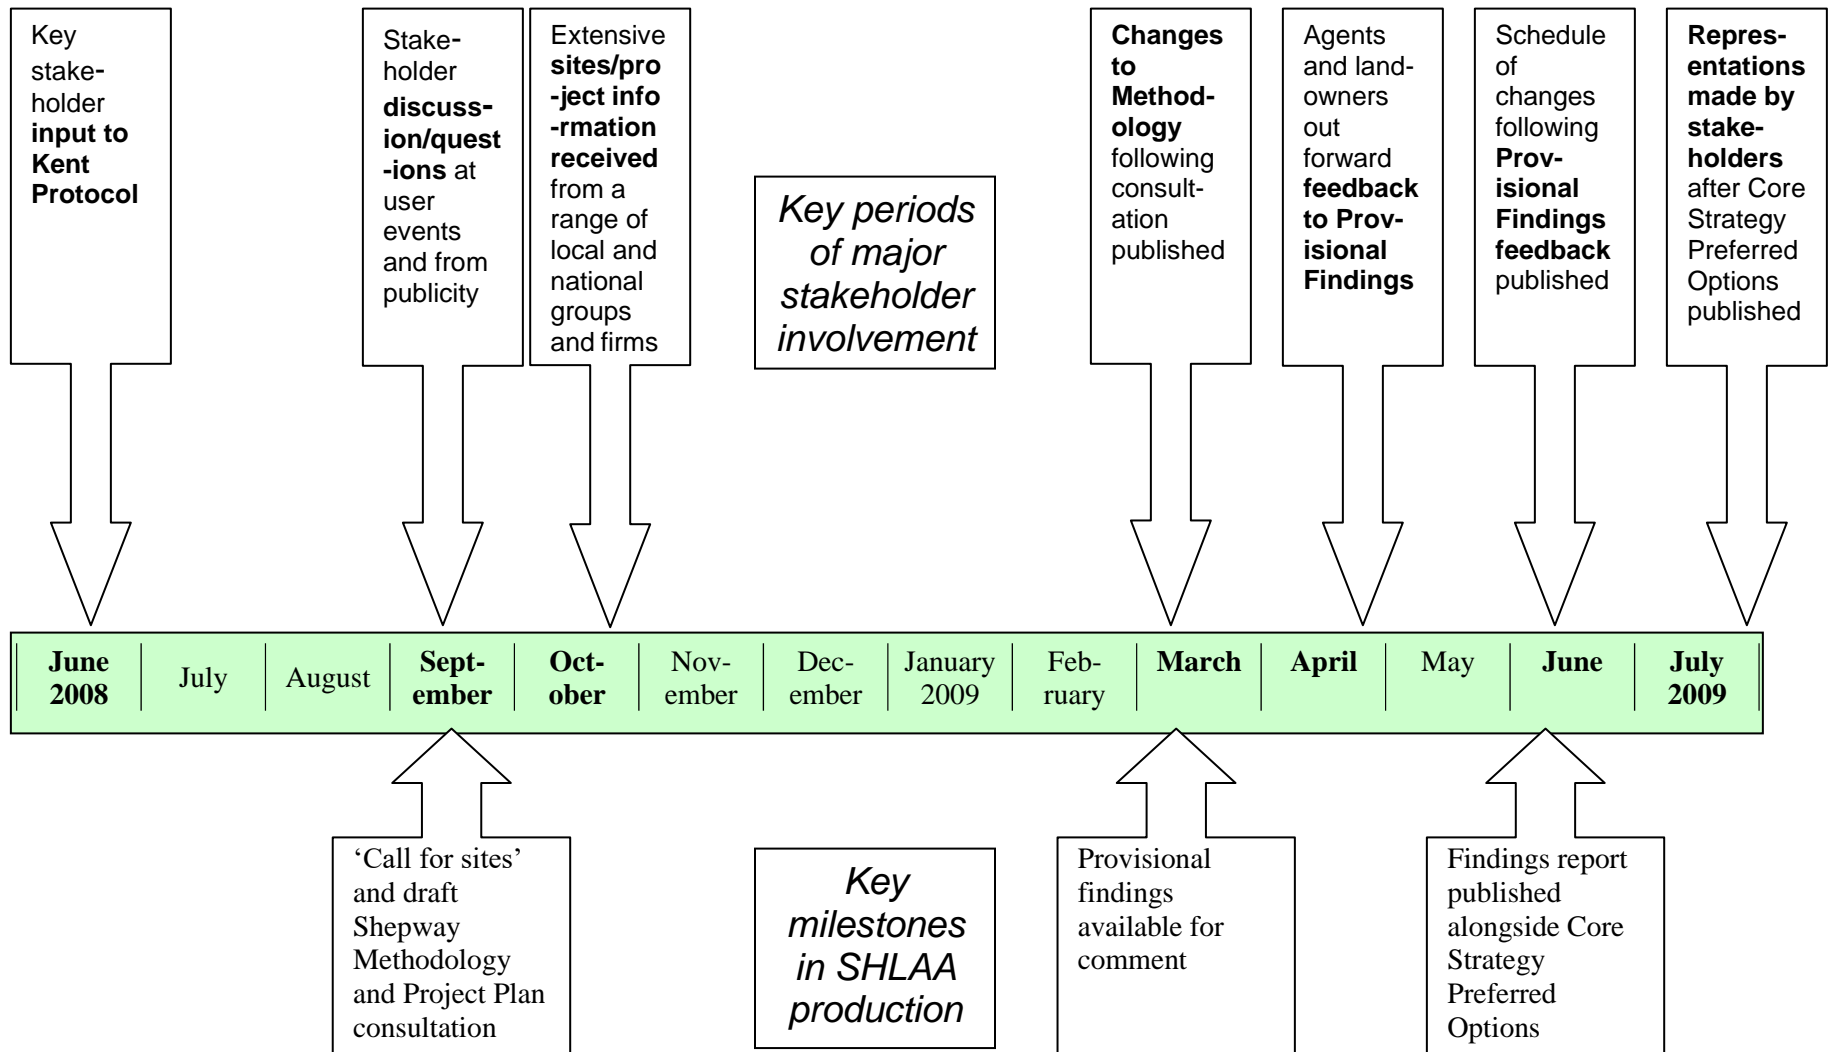 Key
stake-
holder
input to
Kent
Protocol
Stake-
holder
discuss-
ion/quest
-ions at
user
events
and from
publicity
Extensive
sites/pro
-ject info
-rmation
received
from a
range of
local and
national
groups
and firms
Key periods
of major
stakeholder
involvement
Changes
to
Method-
ology
following
consult-
ation
published
Agents
and land-
owners
out
forward
feedback
to Prov-
isional
Findings
Schedule
of
changes
following
Prov-
isional
Findings
feedback
published
Repres-
entations
made by
stake-
holders
after Core
Strategy
Preferred
Options
published
June
2008
July
August
Sept-
ember
Oct-
ober
Nov-
ember
Dec-
ember
January
2009
Feb-
ruary
March
April
May
June
July
2009
‘Call for sites’
and draft
Shepway
Methodology
and Project Plan
consultation
Key
milestones
in SHLAA
production
Provisional
findings
available for
comment
Findings report
published
alongside Core
Strategy
Preferred
Options